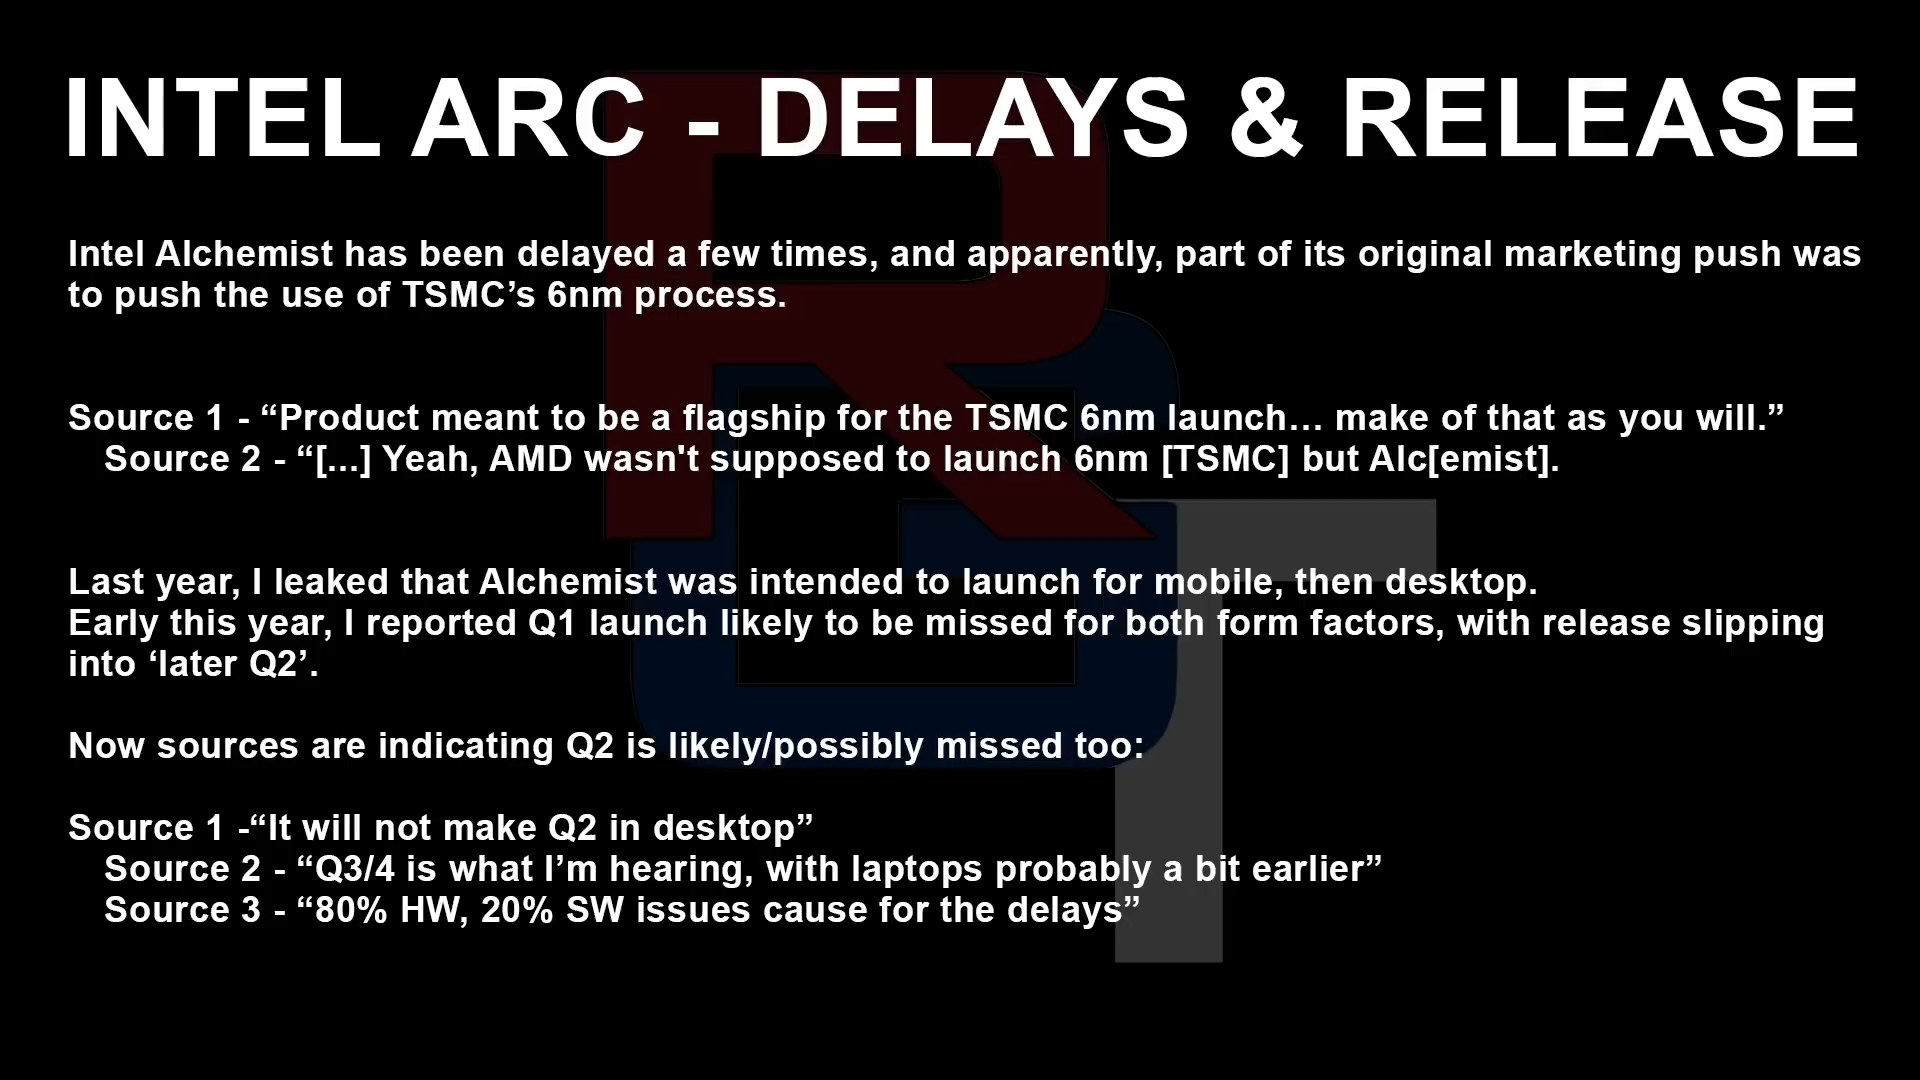 INTEL ARC - DELAYS & RELEASE
Intel Alchemist has been delayed a few times, and apparently, part of its original marketing push was
to push the use of TSMC’s 6nm process.
Source 1 - “Product meant to be a flagship for the TSMC 6nm launch… make of that as you will.”
Source 2 - “[...] Yeah, AMD wasn't supposed to launch 6nm [TSMC] but Alc[emist].
Last year, I leaked that Alchemist was intended to launch for mobile, then desktop.
Early this year, I reported Q1 launch likely to be missed for both form factors, with release slipping
into ‘later Q2’.
Now sources are indicating Q2 is likely/possibly missed too:
Source 1 -“It will not make Q2 in desktop”
Source 2 - “Q3/4 is what I’m hearing, with laptops probably a bit earlier”
Source 3 - “80% HW, 20% SW issues cause for the delays”